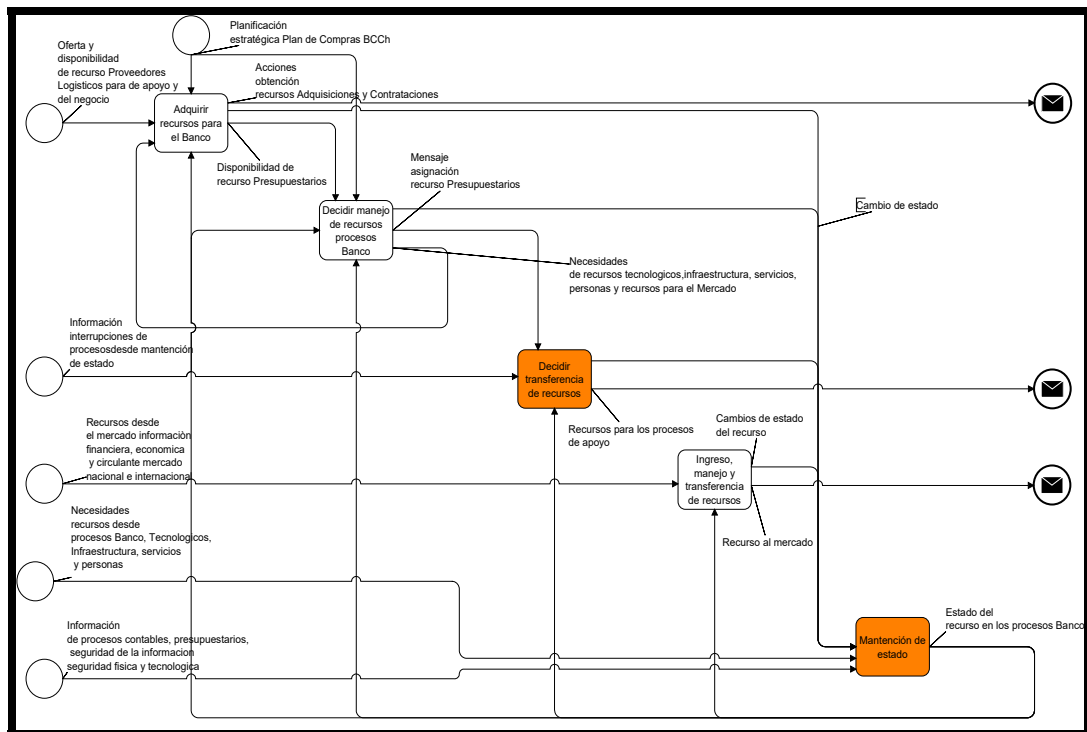 Planificación
estratégica Plan de Compras BCCh
Oferta y
disponibilidad
de recurso Proveedores
Logisticos para de apoyo y
del negocio
Acciones
obtención
recursos Adquisiciones y Contrataciones
Adquirir
recursos para
el Banco
Disponibilidad de
recurso Presupuestarios
Mensaje
asignación
recurso Presupuestarios
Cambio de estado
Decidir manejo
de recursos
procesos
Banco
Necesidades
de recursos tecnologicos,infraestructura, servicios,
personas y recursos para el Mercado
Información
interrupciones de
procesosdesde mantención
de estado
Decidir
transferencia
de recursos
Recursos para los procesos
de apoyo
Cambios de estado
del recurso
Recursos desde
el mercado informaciòn
financiera, economica
y circulante mercado
nacional e internacional
Ingreso,
manejo y
transferencia
de recursos
Recurso al mercado
Necesidades
recursos desde
procesos Banco, Tecnologicos,
Infraestructura, servicios
y personas
Información
de procesos contables, presupuestarios,
seguridad de la informacion
seguridad fisica y tecnologica
Mantención de
estado
Estado del
recurso en los procesos Banco